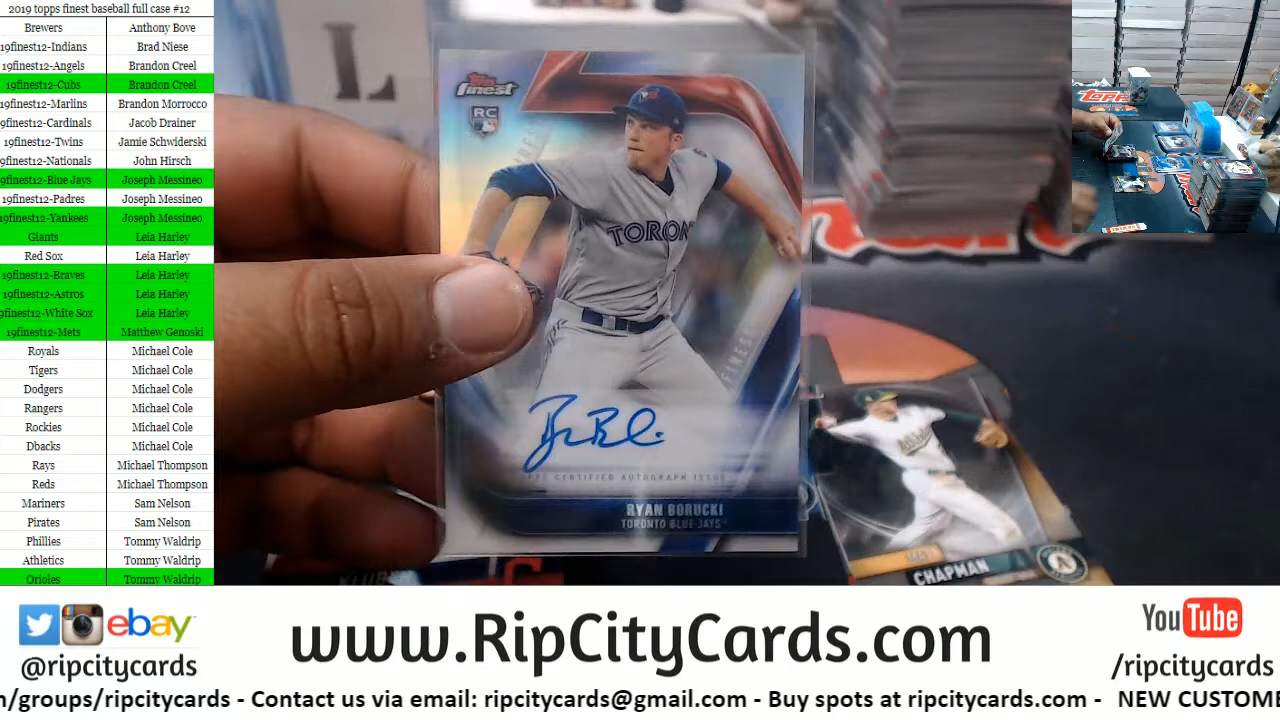 2019 topps finest baseball full case #12
Brewers Anthony Bove
19finest12-Indians Brad Niese
19finest12-Angels Brandon Creel
19finest12-Cubs Brandon Creel
19finest12-Marlins Brandon Morrocco
9finest12-Cardinals Jacob Drainer
19finest12-Twins Jamie Schwiderski
9finest12-Nationals John Hirsch
9finest12-Blue Jays Joseph Messineo
19finest12-Padres Joseph Messineo
19finest12-Yankees Joseph Messineo
Giants Leia Harley
Red Sox Leia Harley
19finest12-Braves Leia Harley
19finest12-Astros Leia Harley
9finest12-White Sox Leia Harley
19finest12-Mets Matthew Genoski
Royals Michael Cole
Tigers Michael Cole
Dodgers Michael Cole
Rangers Michael Cole
Rockies Michael Cole
Dbacks Michael Cole
Rays Michael Thompson
Reds Michael Thompson
Mariners Sam Nelson
Pirates Sam Nelson
Phillies Tommy Waldrip
Athletics Tommy Waldrip
Orioles Tommy Waldrip
Topps
finest
RC
TORON
RYAN BORUCKI
TORONTO BLUE JAYS
CHAPMAN
ebay
@ripcitycards
www.RipCityCards.com
YouTube
/ripcitycards
n/groups/ripcitycards - Contact us via email: ripcitycards@gmail.com - Buy spots at ripcitycards.com - NEW CUSTOME